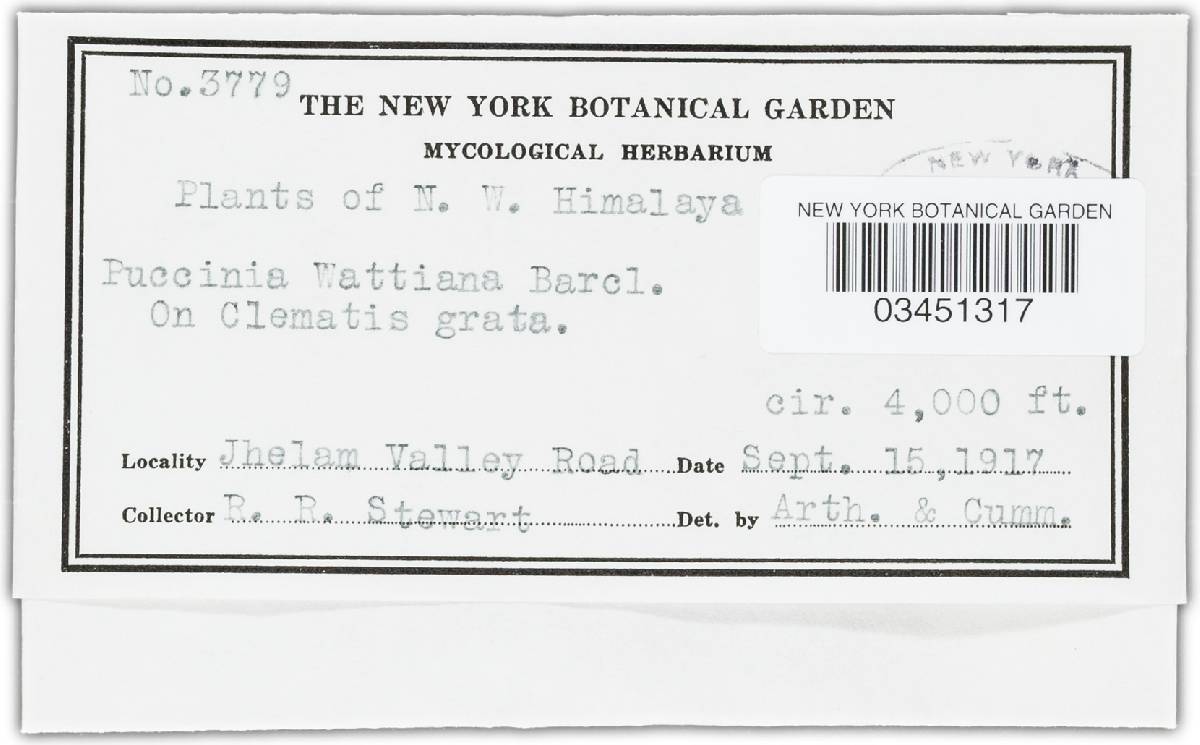 No.3779
THE NEW YORK BOTANICAL GARDEN
MYCOLOGICAL HERBARIUM
NEW YORK
Plants of N. W. Himalaya
NEW YORK BOTANICAL GARDEN
03451317
Puccinia Wattiana Barcl.
On Clematis grata.
cir. 4,000 ft.
Locality Jhelam Valley Road Date Sept. 15,1917
Collector R. R. Stewart Det. by Arth. & Cumm.